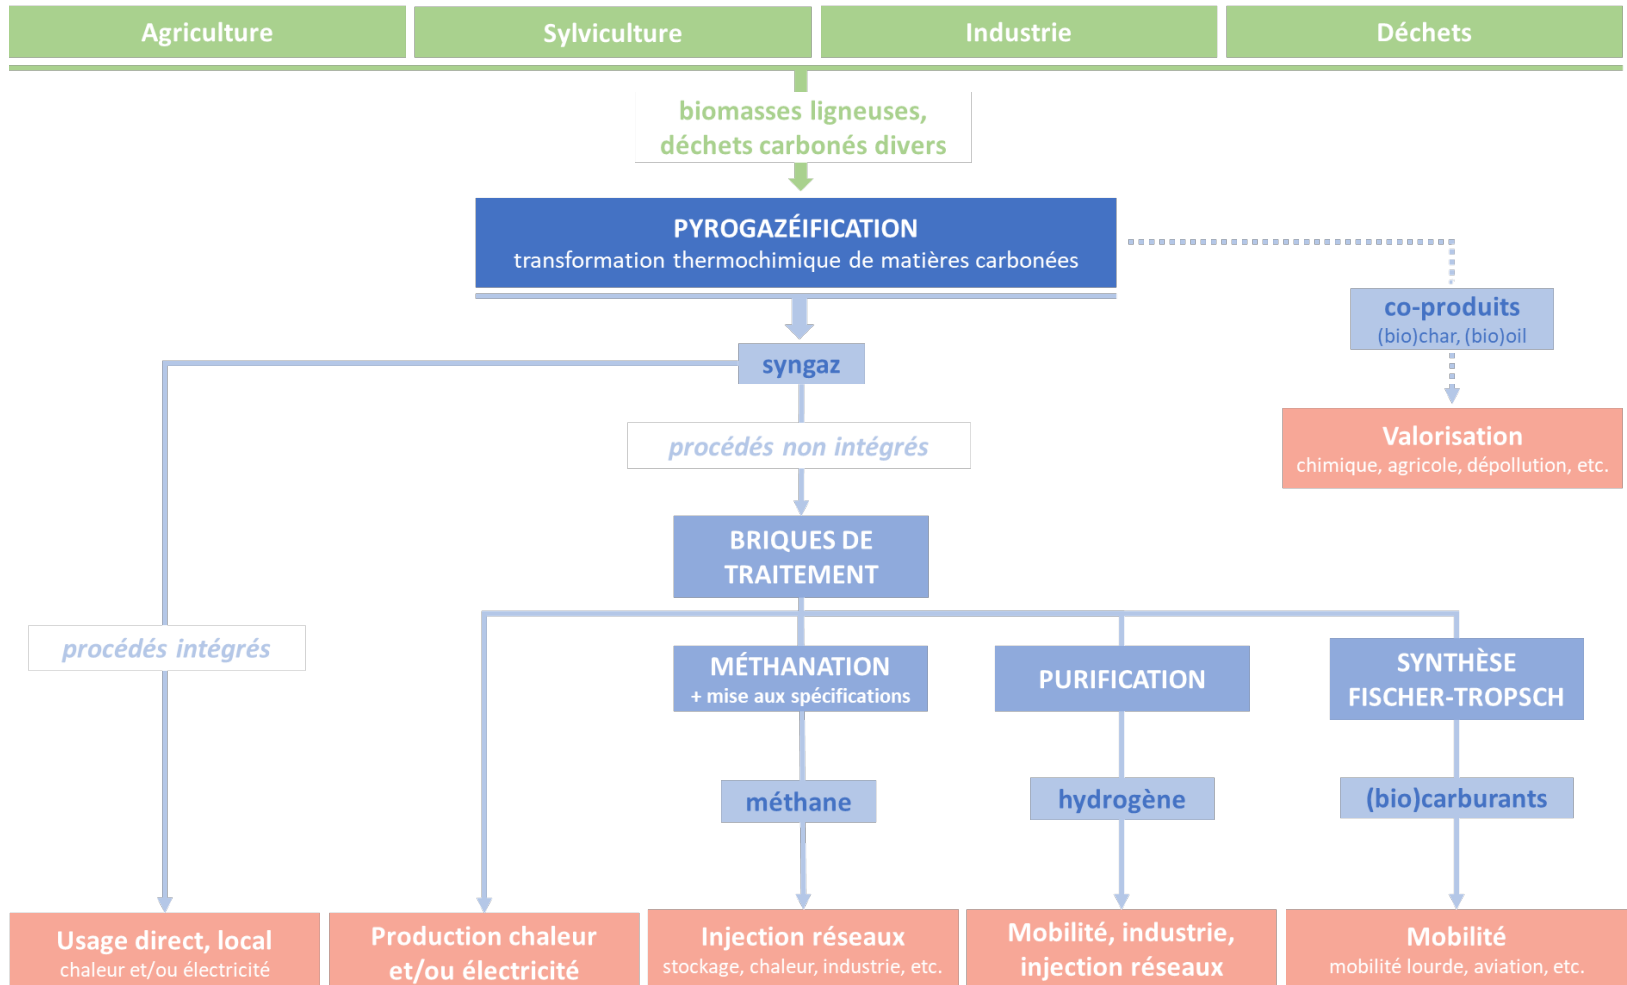 Agriculture
Sylviculture
Industrie
Déchets
biomasses ligneuses,
déchets carbonés divers
PYROGAZÉIFICATION
transformation thermochimique de matières carbonées
co-produits
(bio)char, (bio)oil
syngaz
Valorisation
chimique, agricole, dépollution, etc.
procédés non intégrés
BRIQUES DE
TRAITEMENT
procédés intégrés
MÉTHANATION
+ mise aux spécifications
PURIFICATION
SYNTHÈSE
FISCHER-TROPSCH
méthane
hydrogène
(bio)carburants
Usage direct, local
chaleur et/ou électricité
Production chaleur
et/ou électricité
Injection réseaux
stockage, chaleur, industrie, etc.
Mobilité, industrie,
injection réseaux
Mobilité
mobilité lourde, aviation, etc.